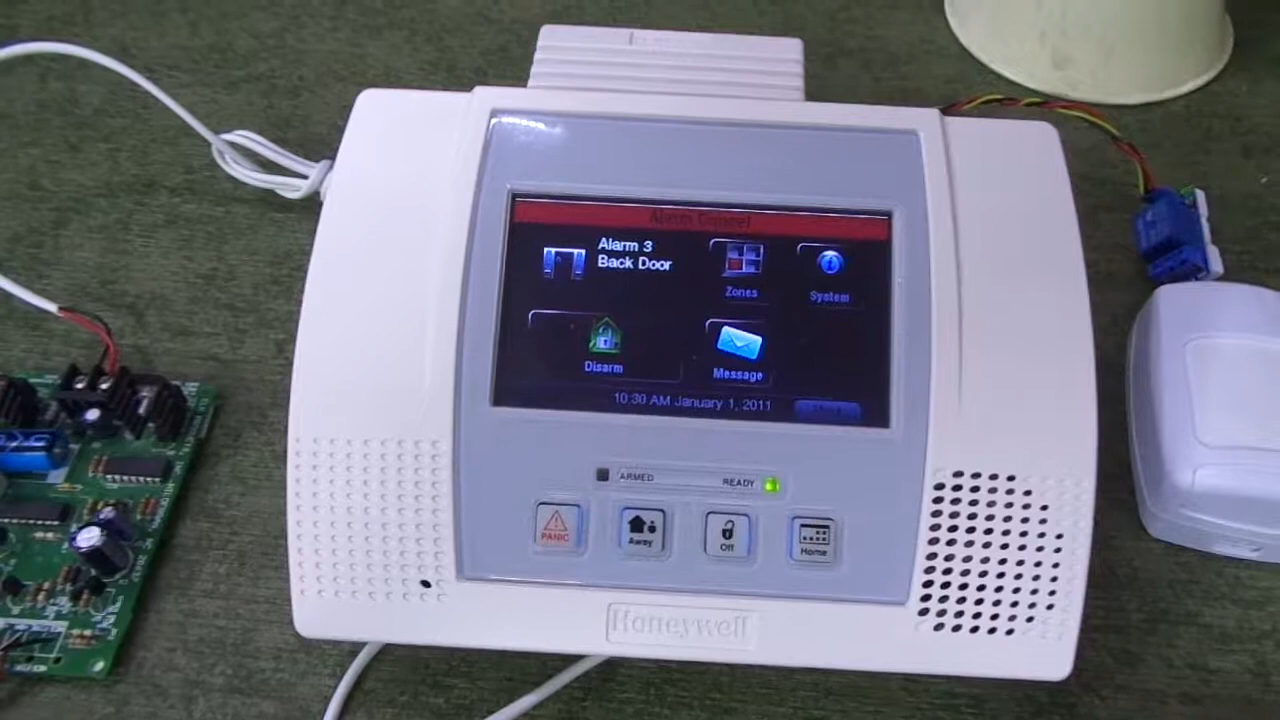 Alarm Cancel
Alarm 3
Back Door
Zones
System
Disarm
Message
10:30 AM January 1, 2011
ARMED
READY
PANIC
Away
Off
Home
Honeywell